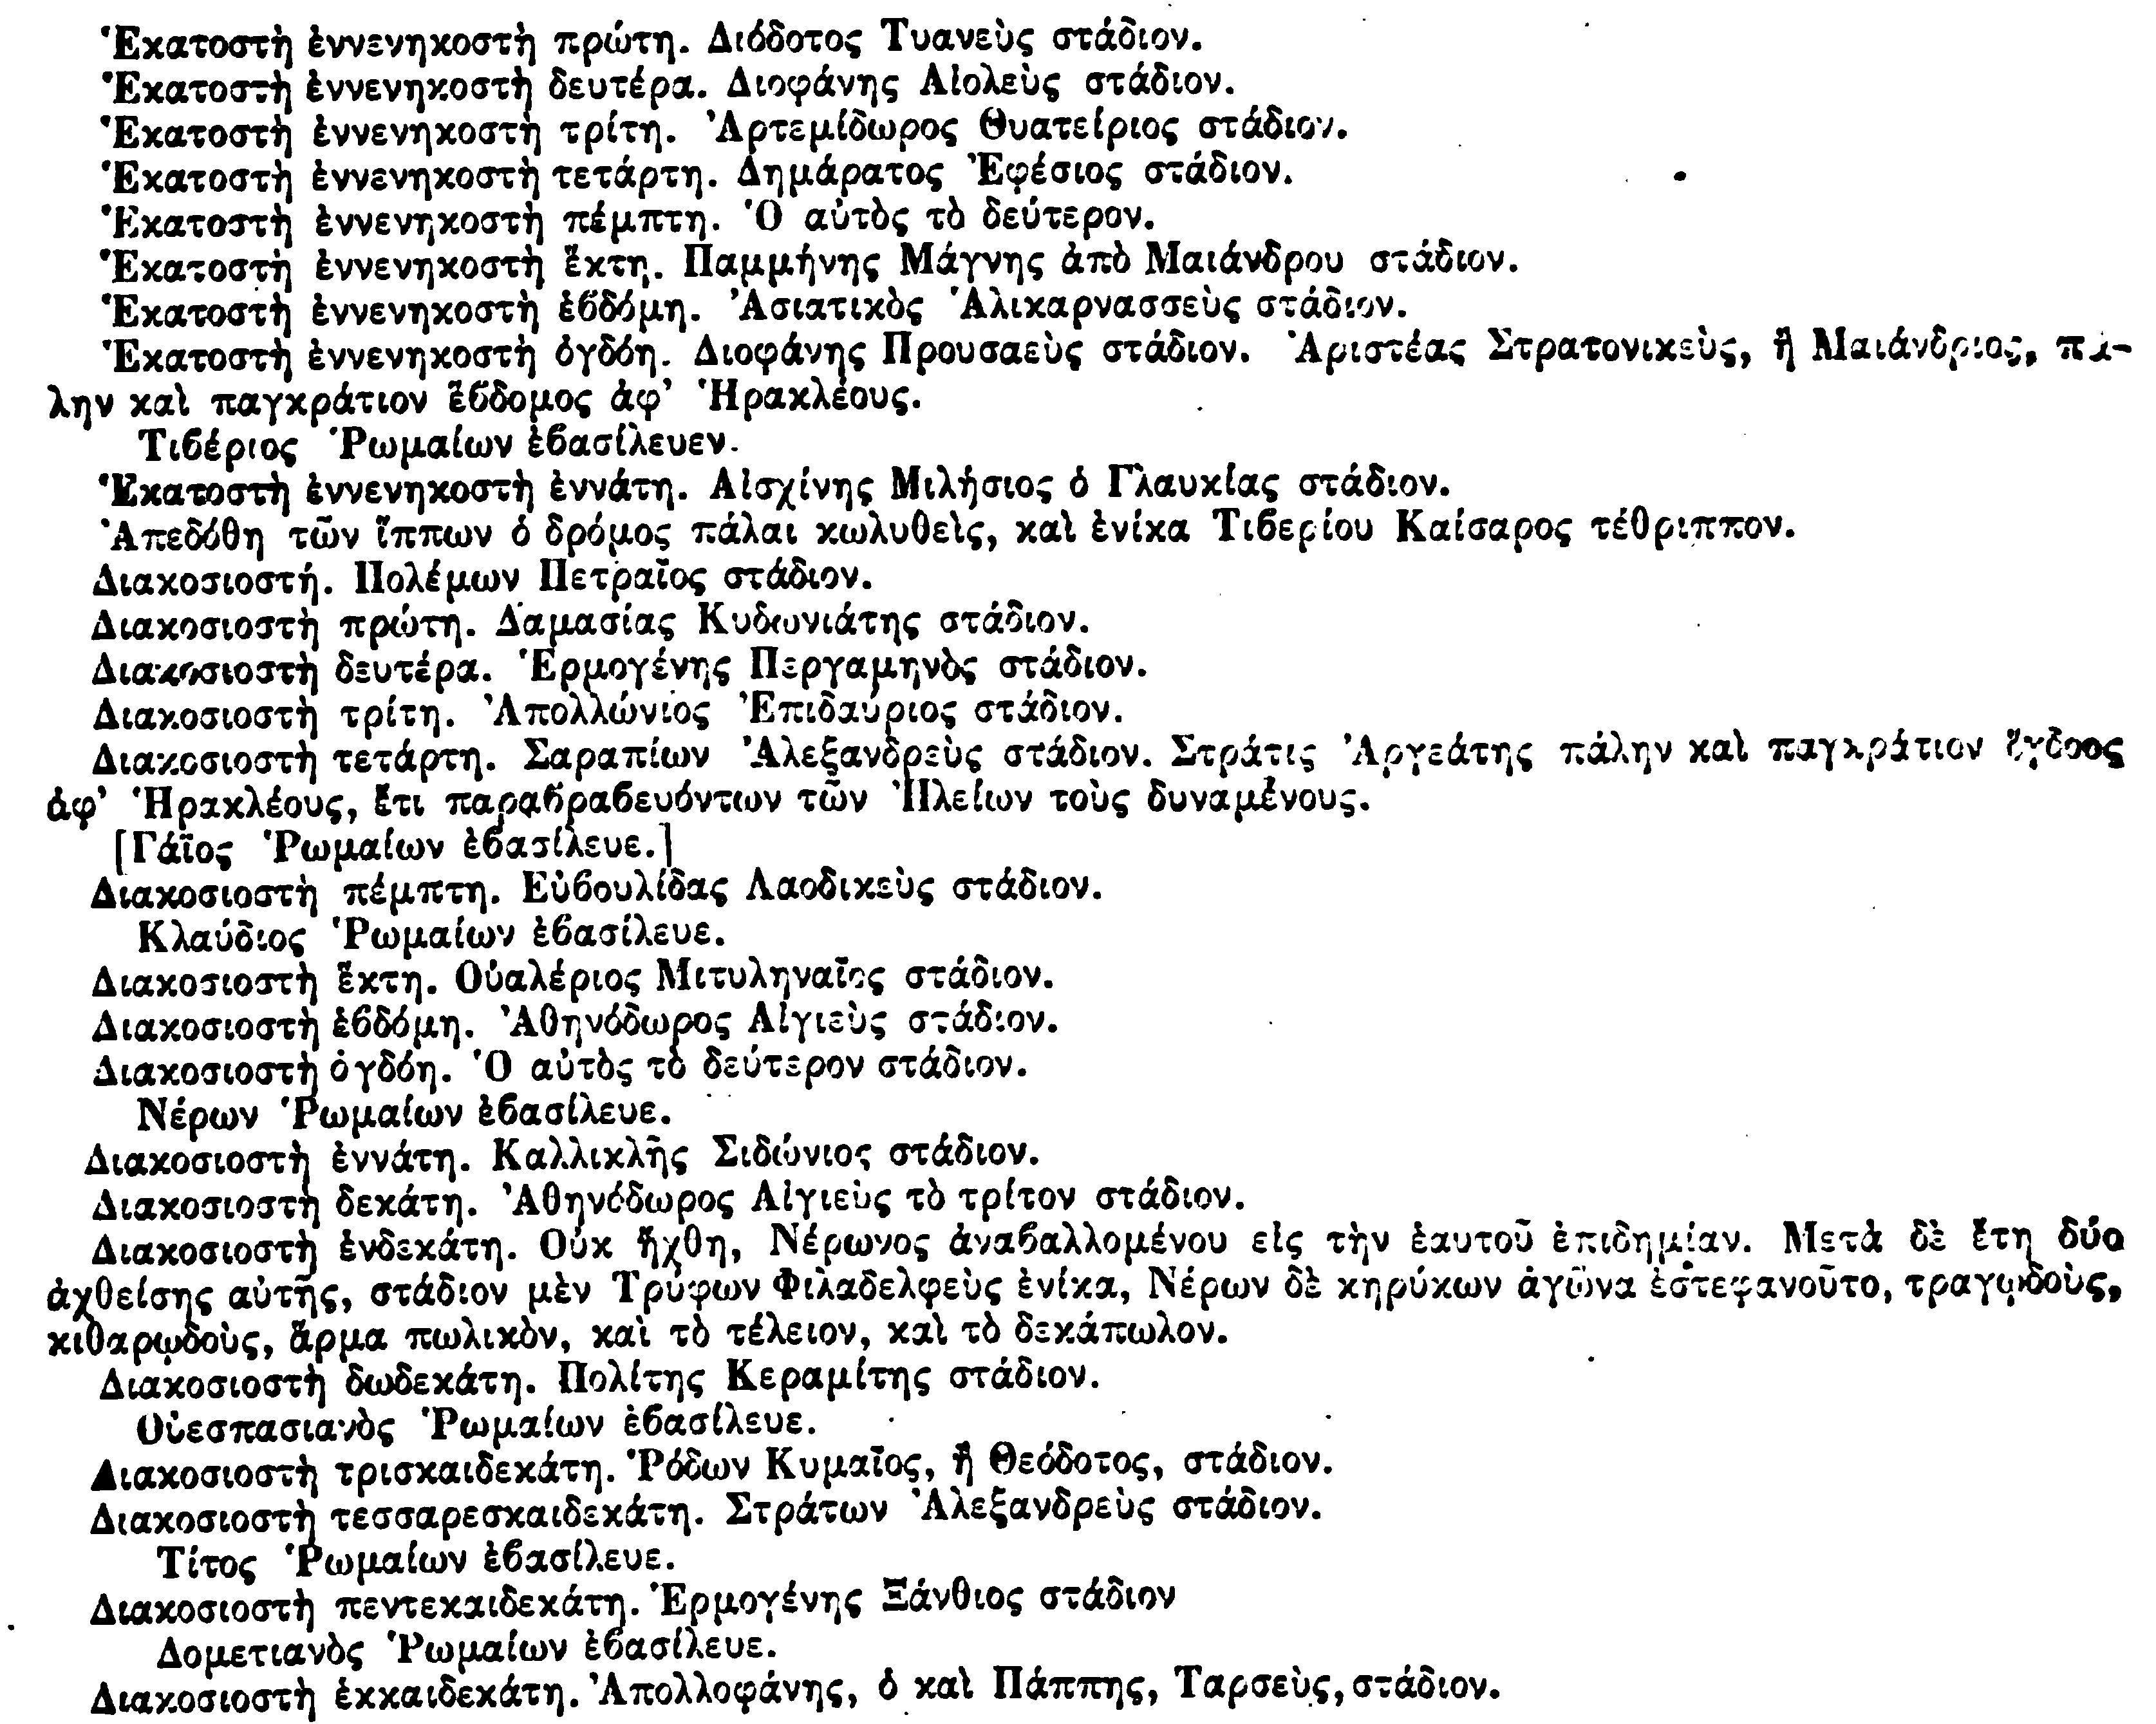 Ἑκατοστὴ ἐννενηκοστὴ πρώτη. Διόδοτος Τυανεὺς στάδιον.
Ἑκατοστὴ ἐννενηκοστὴ δευτέρα. Διοφάνης Αἰολεὺς στάδιον.
Ἑκατοστὴ ἐννενηκοστὴ τρίτη. Ἀρτεμίδωρος Θυατείριος στάδιον.
Ἑκατοστὴ ἐννενηκοστὴ τετάρτη. Δημάρατος Ἐφέσιος στάδιον.
Ἑκατοστὴ ἐννενηκοστὴ πέμπτη. Ὁ αὐτὸς τὸ δεύτερον.
Ἑκατοστὴ ἐννενηκοστὴ ἕκτη. Παμμήνης Μάγνης ἀπὸ Μαιάνδρου στάδιον.
Ἑκατοστὴ ἐννενηκοστὴ ἑϐδόμη. Ἀσιατικὸς Ἁλικαρνασσεὺς στάδιον.
Ἑκατοστὴ ἐννενηκοστὴ ὀγδόη. Διοφάνης Προυσαεὺς στάδιον. Ἀριστέας Στρατονικεὺς, ἢ Μαιάνδριος, πά-
λην καὶ παγκράτιον ἕϐδομος ἀφ’ Ἡρακλέους.
Τιϐέριος Ῥωμαίων ἐϐασίλευεν.
Ἑκατοστὴ ἐννενηκοστὴ ἐννάτη. Αἰσχίνης Μιλήσιος ὁ Γλαυκίας στάδιον.
Ἀπεδόθη τῶν ἵππων ὁ δρόμος πάλαι κωλυθεὶς, καὶ ἐνίκα Τιϐερίου Καίσαρος τέθριππον.
Διακοσιοστή. Πολέμων Πετραῖος στάδιον.
Διακοσιοστὴ πρώτη. Δαμασίας Κυδωνιάτης στάδιον.
Διακοσιοστὴ δευτέρα. Ἑρμογένης Περγαμηνὸς στάδιον.
Διακοσιοστὴ τρίτη. Ἀπολλώνιος Ἐπιδαύριος στάδιον.
Διακοσιοστὴ τετάρτη. Σαραπίων Ἀλεξανδρεὺς στάδιον. Στράτις Ἀργεάτης πάλην καὶ παγκράτιον ὄγδοος
ἀφ’ Ἡρακλέους, ἔτι παραϐραϐευόντων τῶν Ἠλείων τοὺς δυναμένους.
[Γάϊος Ῥωμαίων ἐϐασίλευε.]
Διακοσιοστὴ πέμπτη. Εὐϐουλίδας Λαοδικεὺς στάδιον.
Κλαύδιος Ῥωμαίων ἐϐασίλευε.
Διακοσιοστὴ ἕκτη. Οὐαλέριος Μιτυληναῖος στάδιον.
Διακοσιοστὴ ἑϐδόμη. Ἀθηνόδωρος Αἰγιεὺς στάδιον.
Διακοσιοστὴ ὀγδόη. Ὁ αὐτὸς τὸ δεύτερον στάδιον.
Νέρων Ῥωμαίων ἐϐασίλευε.
Διακοσιοστὴ ἐννάτη. Καλλικλῆς Σιδώνιος στάδιον.
Διακοσιοστὴ δεκάτη. Ἀθηνόδωρος Αἰγιεὺς τὸ τρίτον στάδιον.
Διακοσιοστὴ ἑνδεκάτη. Οὐκ ἤχθη, Νέρωνος ἀναϐαλλομένου εἰς τὴν ἑαυτοῦ ἐπιδημίαν. Μετὰ δὲ ἔτη δύο
ἀχθείσης αὐτῆς, στάδιον μὲν Τρύφων Φιλαδελφεὺς ἐνίκα, Νέρων δὲ κηρύκων ἀγῶνα ἐστεφανοῦτο, τραγῳδοὺς,
κιθαρῳδοὺς, ἅρμα πωλικὸν, καὶ τὸ τέλειον, καὶ τὸ δεκάπωλον.
Διακοσιοστὴ δωδεκάτη. Πολίτης Κεραμίτης στάδιον.
Οὐεσπασιανὸς Ῥωμαίων ἐϐασίλευε.
Διακοσιοστὴ τρισκαιδεκάτη. Ῥόδων Κυμαῖος, ἢ Θεόδοτος, στάδιον.
Διακοσιοστὴ τεσσαρεσκαιδεκάτη. Στράτων Ἀλεξανδρεὺς στάδιον.
Τίτος Ῥωμαίων ἐϐασίλευε.
Διακοσιοστὴ πεντεκαιδεκάτη. Ἑρμογένης Ξάνθιος στάδιον
Δομετιανὸς Ῥωμαίων ἐϐασίλευε.
Διακοσιοστὴ ἑκκαιδεκάτη. Ἀπολλοφάνης, ὁ καὶ Πάππης, Ταρσεὺς, στάδιον.